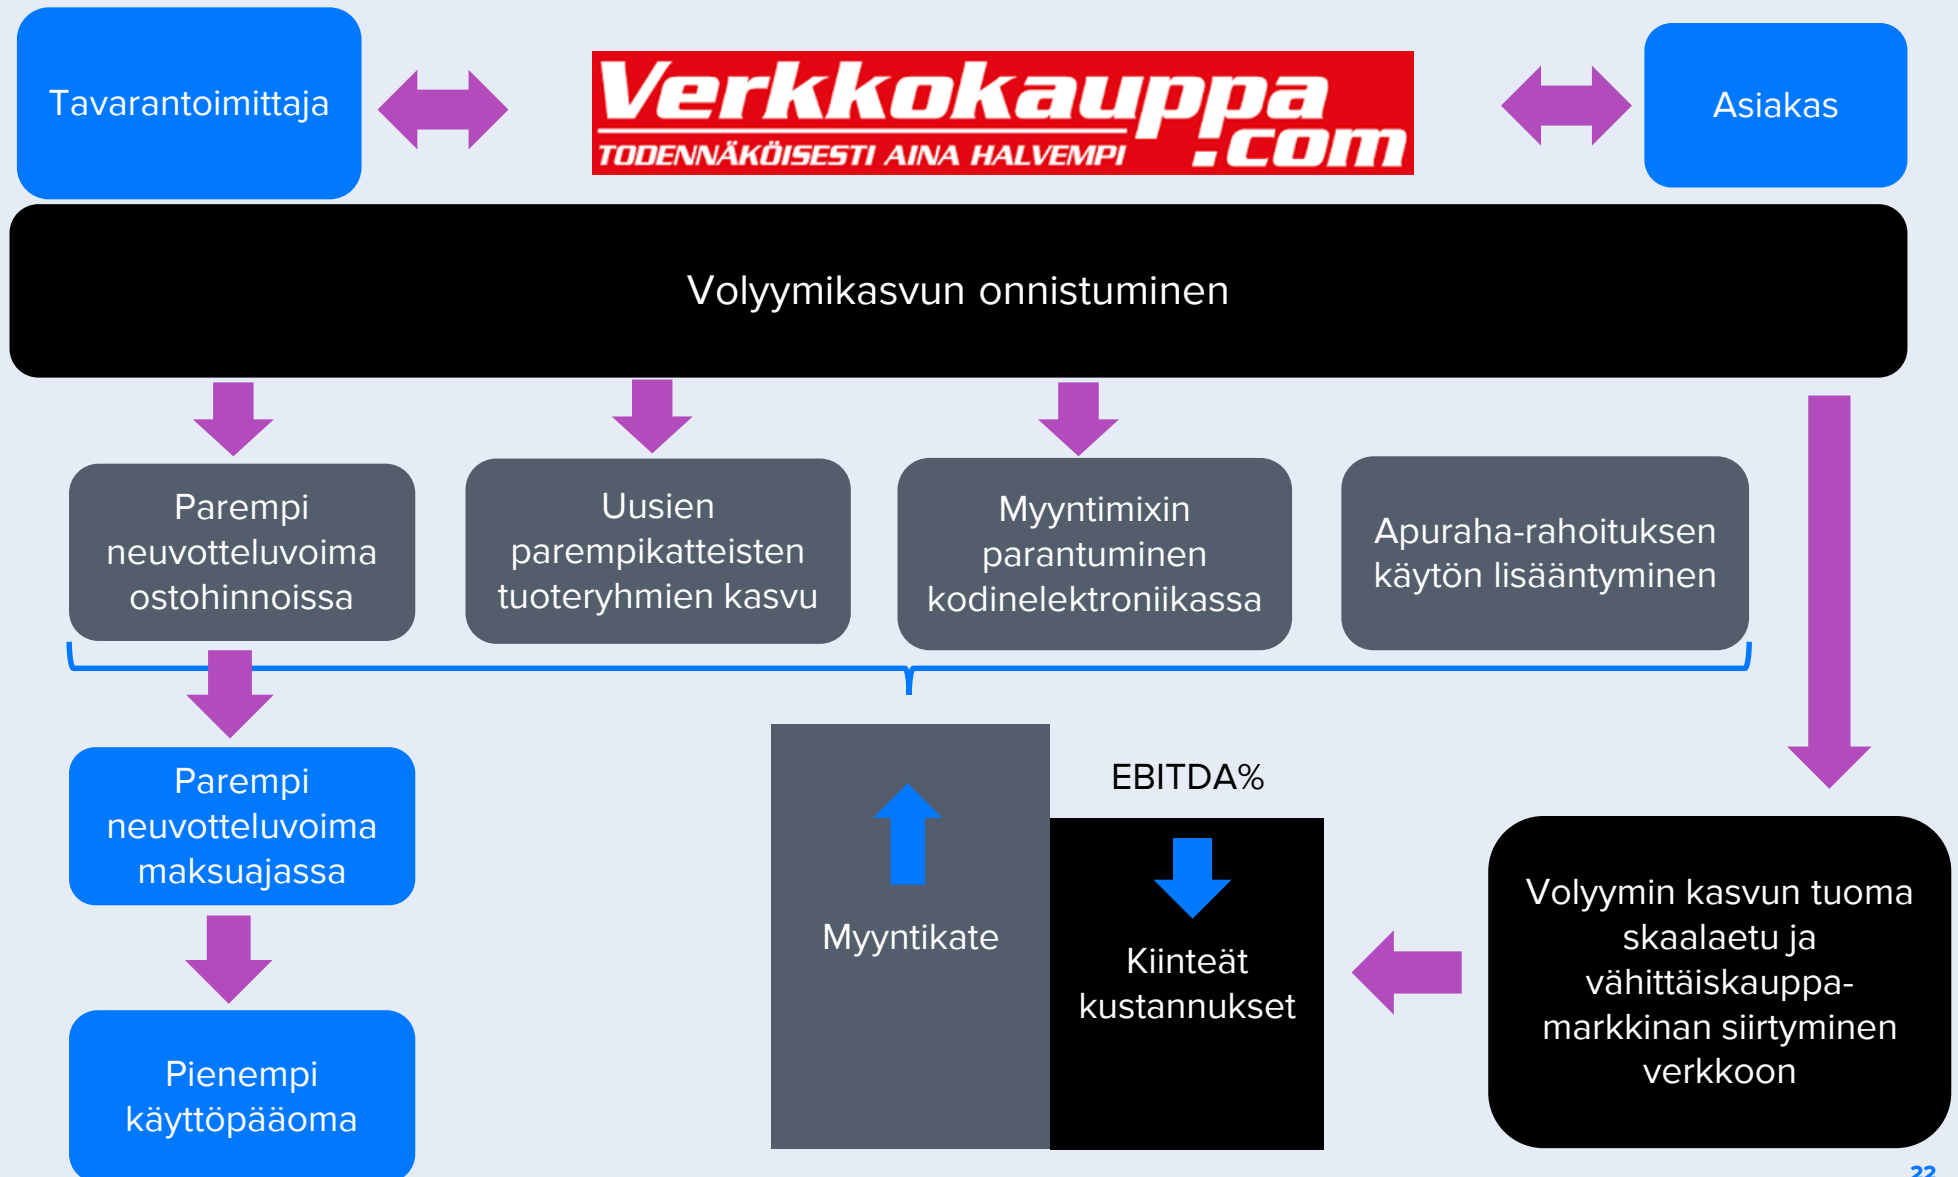 Tavarantoimittaja
Verkkokauppa
.com
TODENNÄKÖISESTI AINA HALVEMPI
Asiakas
Volyymikasvun onnistuminen
Parempi
neuvotteluvoima
ostohinnoissa
Uusien
parempikatteisten
tuoteryhmien kasvu
Myyntimixin
parantuminen
kodinelektroniikassa
Apuraha-rahoituksen
käytön lisääntyminen
Parempi
neuvotteluvoima
maksuajassa
Pienempi
käyttöpääoma
Myyntikate
EBITDA%
Kiinteät
kustannukset
Volyymin kasvun tuoma
skaalaetu ja
vähittäiskauppa-
markkinan siirtyminen
verkkoon
22